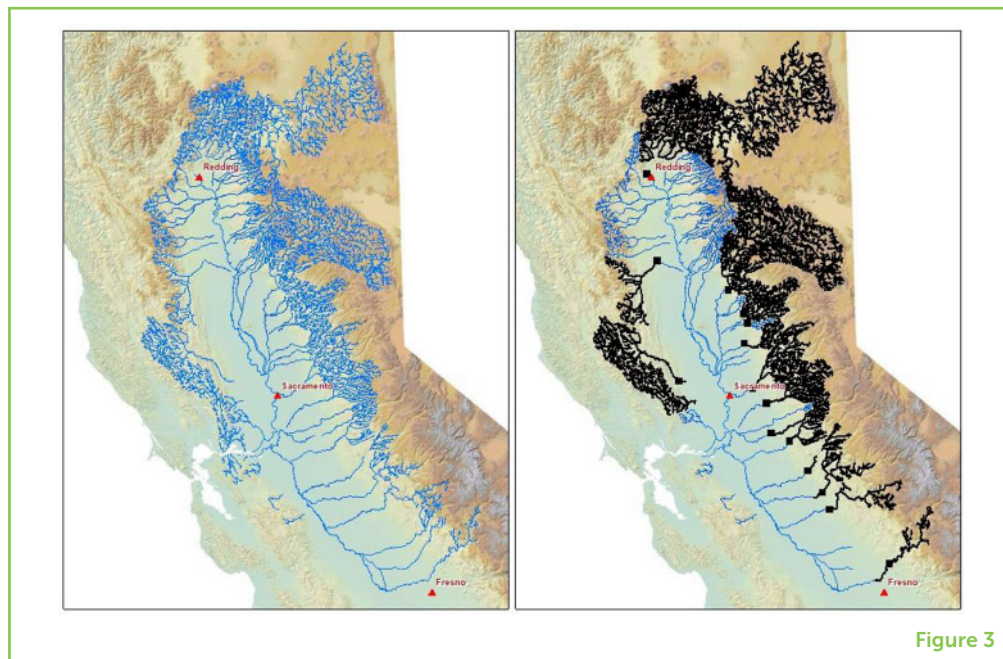 Redding
Redding
Sacramento
Sacramento
Fresno
Fresno
Figure 3